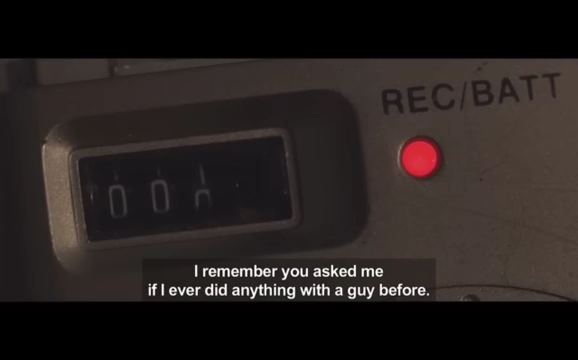 REC/BATT
00
I remember you asked me
if I ever did anything with a guy before.